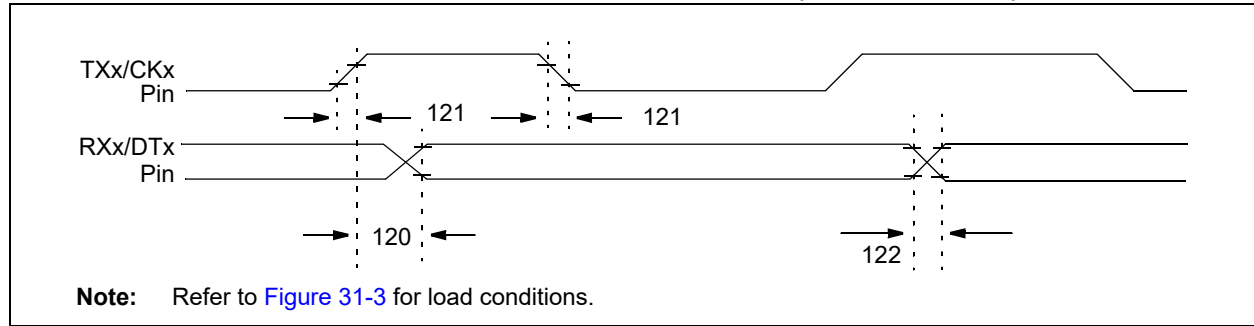 TXx/CKx
Pin
121
121
RXx/DTx
Pin
120
122
Note: Refer to Figure 31-3 for load conditions.